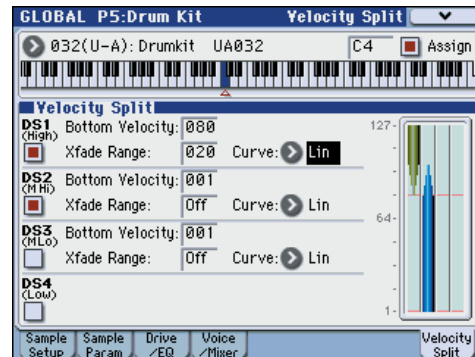 GLOBAL P5:Drum Kit Velocity Split
032(U-A): Drumkit UA032 C4 Assign
Velocity Split
DS1 (High) Bottom Velocity: 080
Xfade Range: 020 Curve: Lin
DS2 (M Hi) Bottom Velocity: 001
Xfade Range: Off Curve: Lin
DS3 (MLo) Bottom Velocity: 001
Xfade Range: Off Curve: Lin
DS4 (Low)
127-
64-
1-
Sample Setup
Sample Param
Drive /EQ
Voice /Mixer
Velocity Split